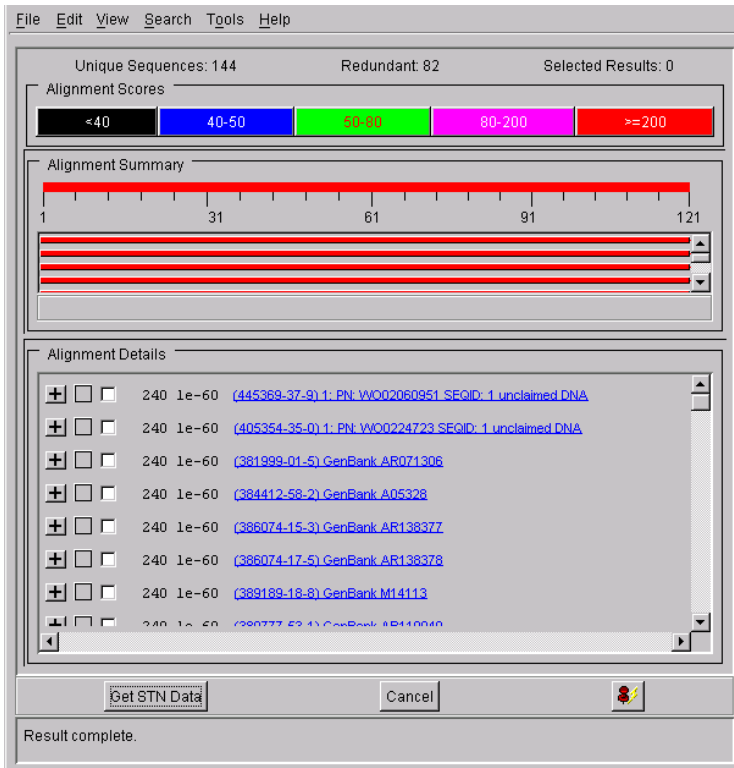 File Edit View Search Tools Help
Unique Sequences: 144 Redundant: 82 Selected Results: 0
Alignment Scores
<40 40-50 50-80 80-200 >=200
Alignment Summary
1 31 61 91 121
Alignment Details
240 1e-60 (445369-37-9) 1: PN: WO02060951 SEQID: 1 unclaimed DNA
240 1e-60 (405354-35-0) 1: PN: WO0224723 SEQID: 1 unclaimed DNA
240 1e-60 (381999-01-5) GenBank AR071306
240 1e-60 (384412-58-2) GenBank A05328
240 1e-60 (386074-15-3) GenBank AR138377
240 1e-60 (386074-17-5) GenBank AR138378
240 1e-60 (389189-18-8) GenBank M14113
240 1e-60 GenBank
Get STN Data Cancel
Result complete.